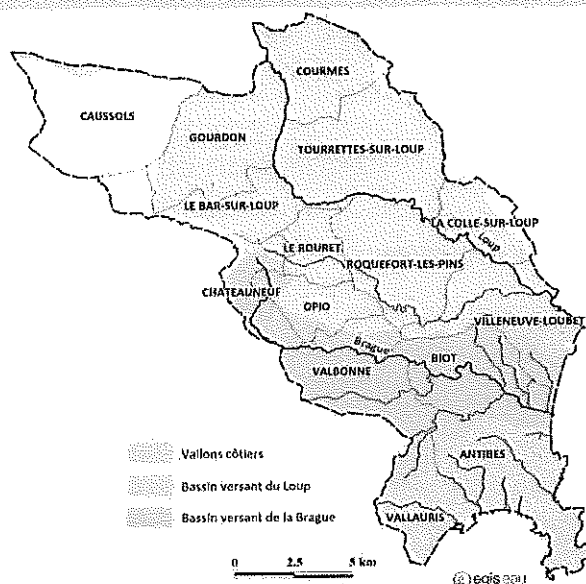 COURMES
CAUSSOLS
GOURDON
TOURRETTES-SUR-LOUP
LE BAR-SUR-LOUP
LA COLLE-SUR-LOUP
Loup
LE ROURET
ROQUEFORT-LES-PINS
CHATEAUNEUF
OPIO
VILLENEUVE-LOUBET
Brague
BIOT
VALBONNE
ANTIBES
VALLAURIS
Vallons côtiers
Bassin versant du Loup
Bassin versant de la Brague
0 2.5 5 km
egis eau